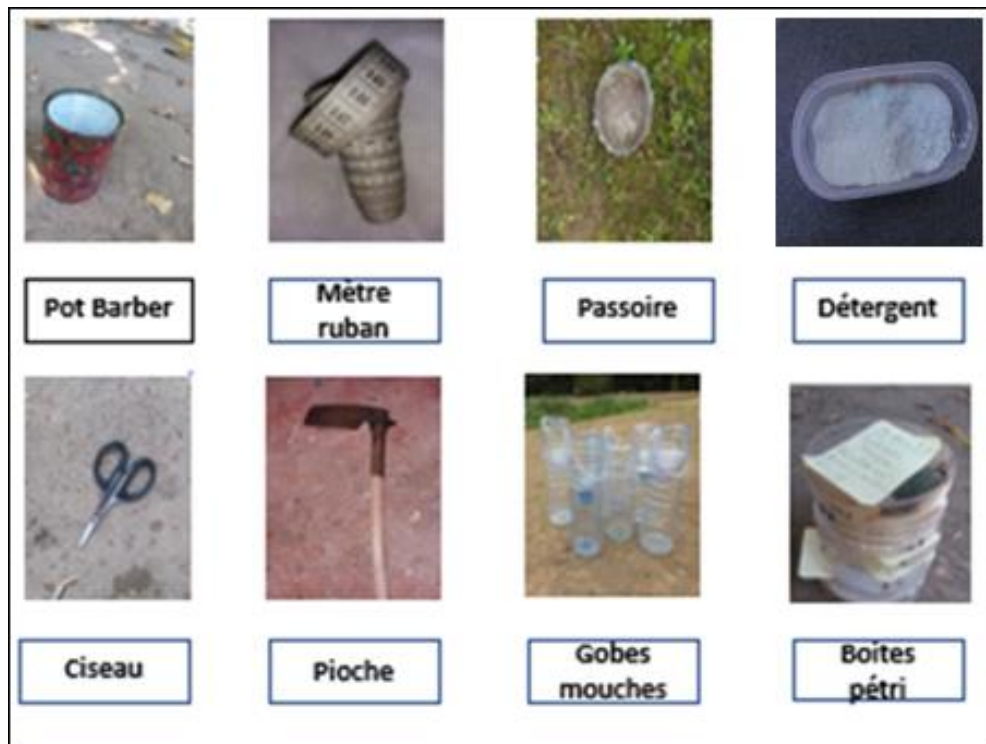 Pot Barber
Mètre
ruban
Passoire
Détergent
Ciseau
Pioche
Gobes
mouches
Boites
pétri